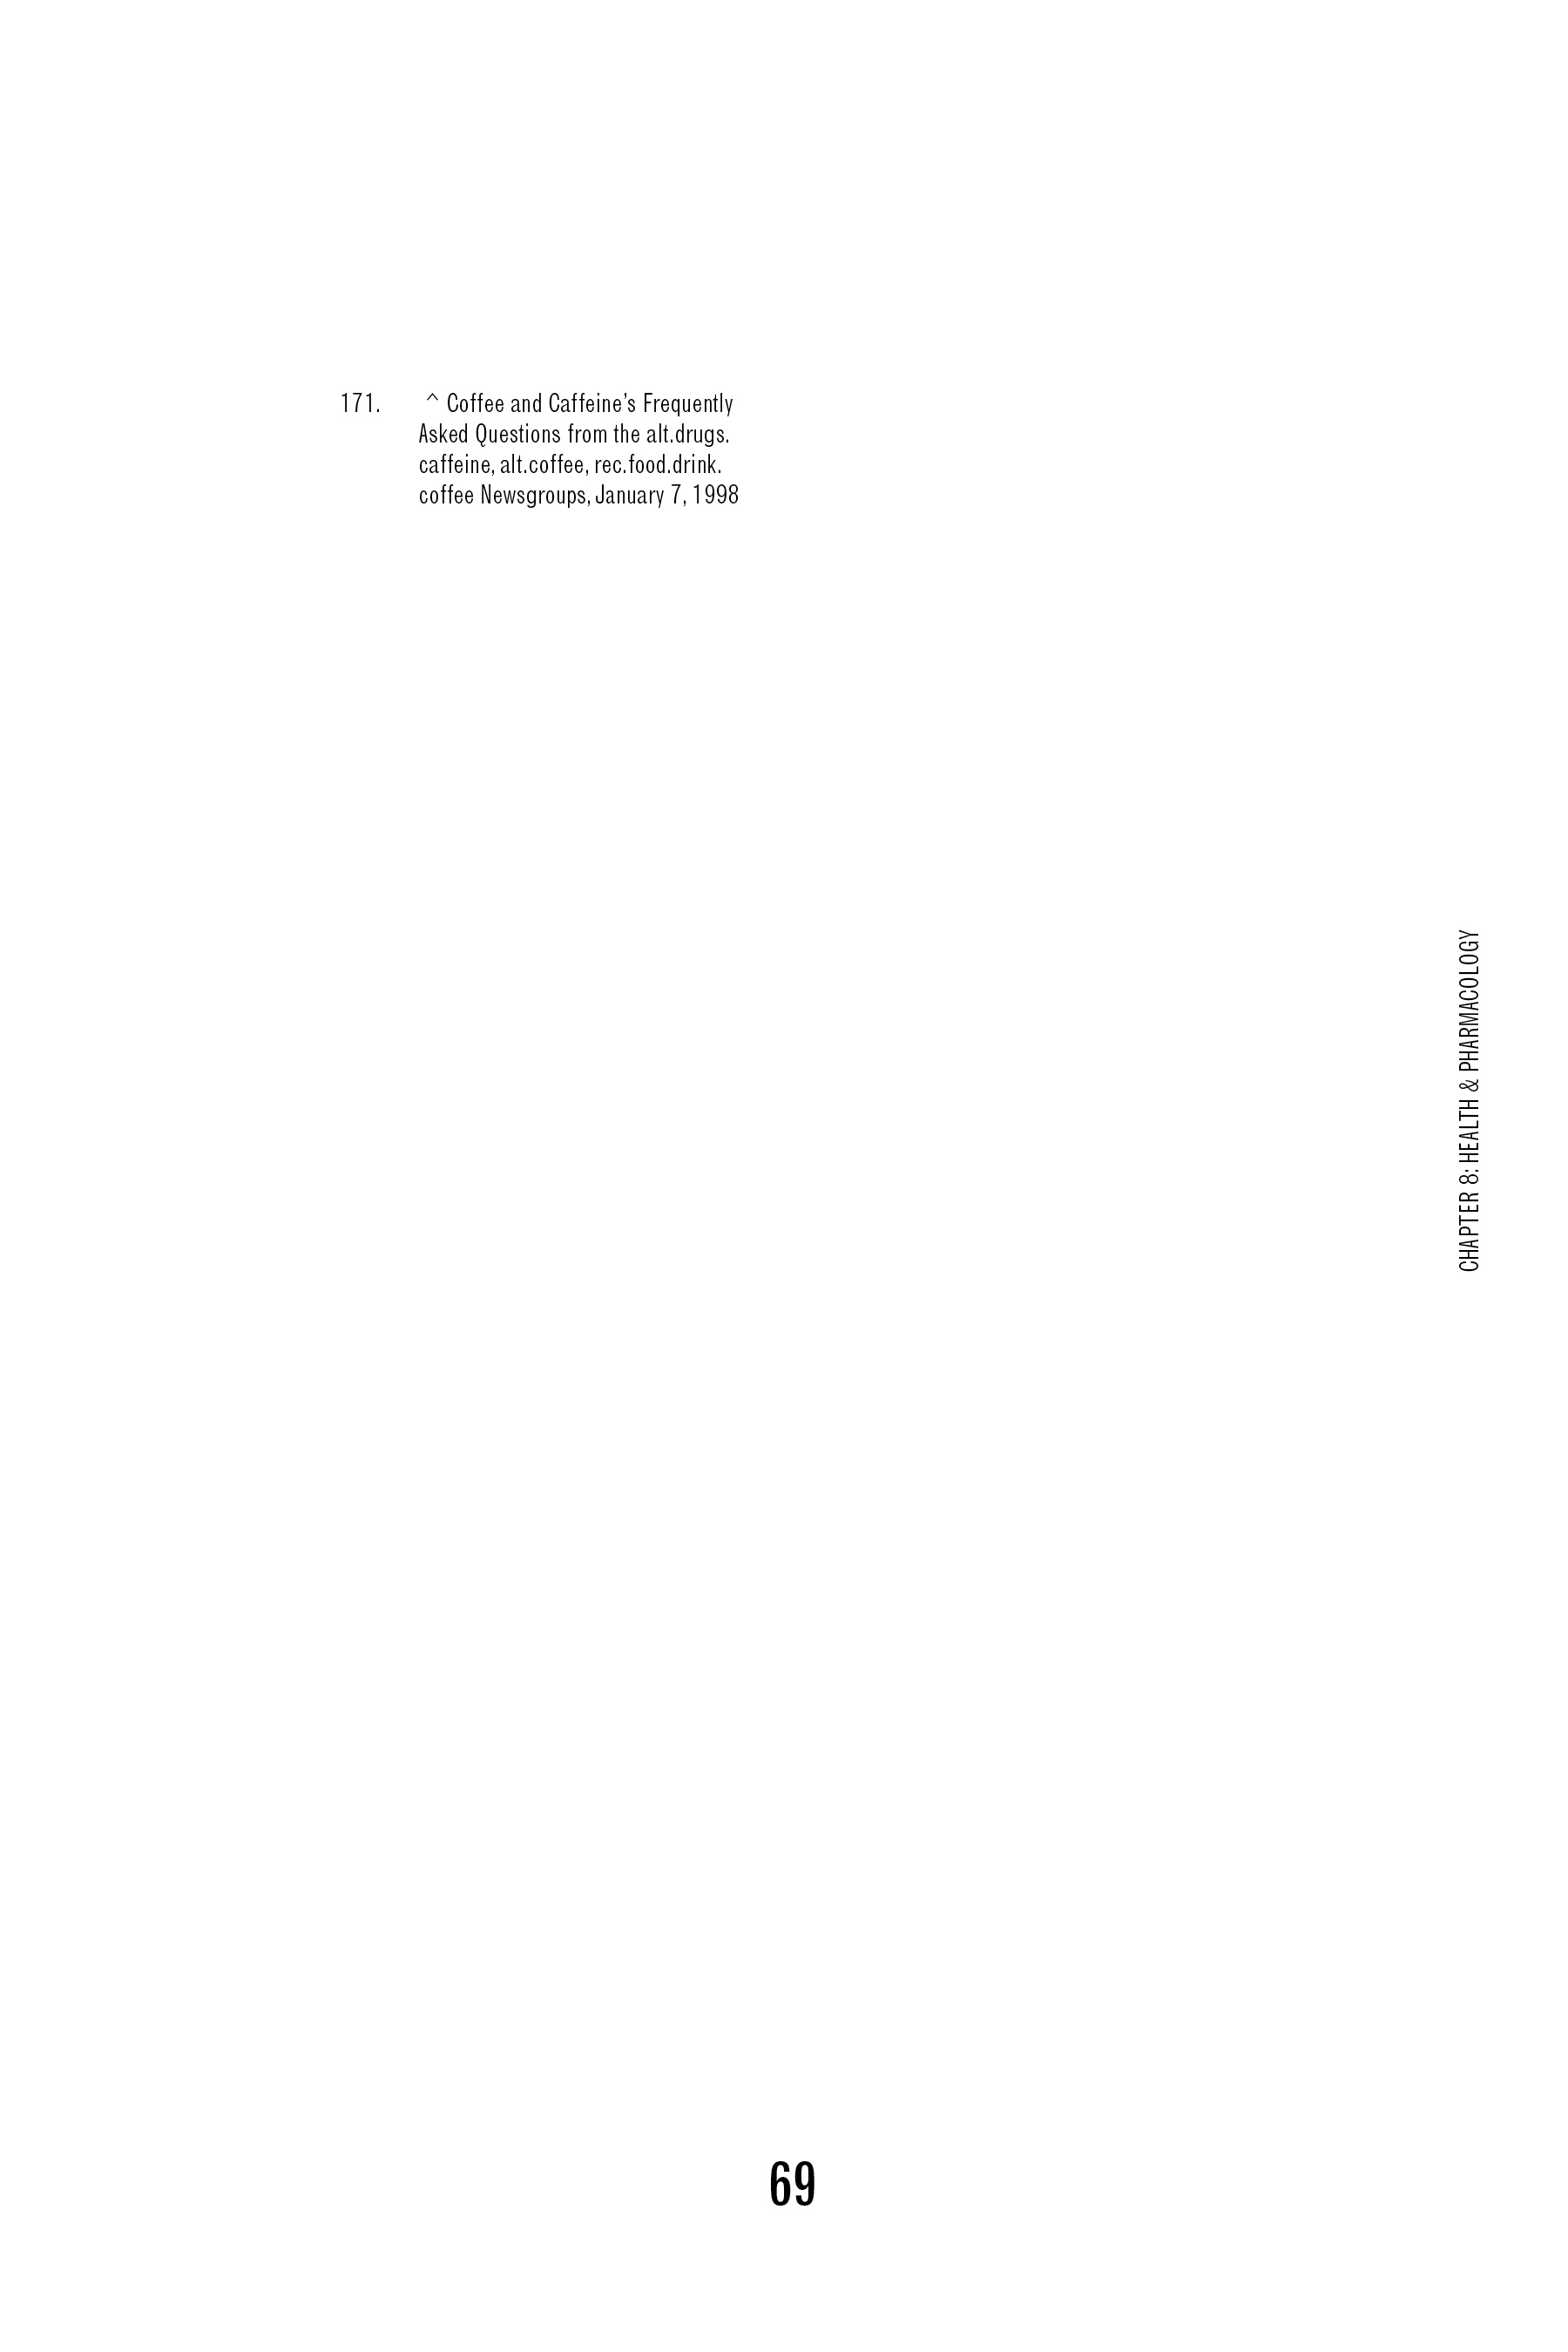 171. ^ Coffee and Caffeine’s Frequently
Asked Questions from the alt.drugs.
caffeine, alt.coffee, rec.food.drink.
coffee Newsgroups, January 7, 1998
CHAPTER 8: HEALTH & PHARMACOLOGY
69